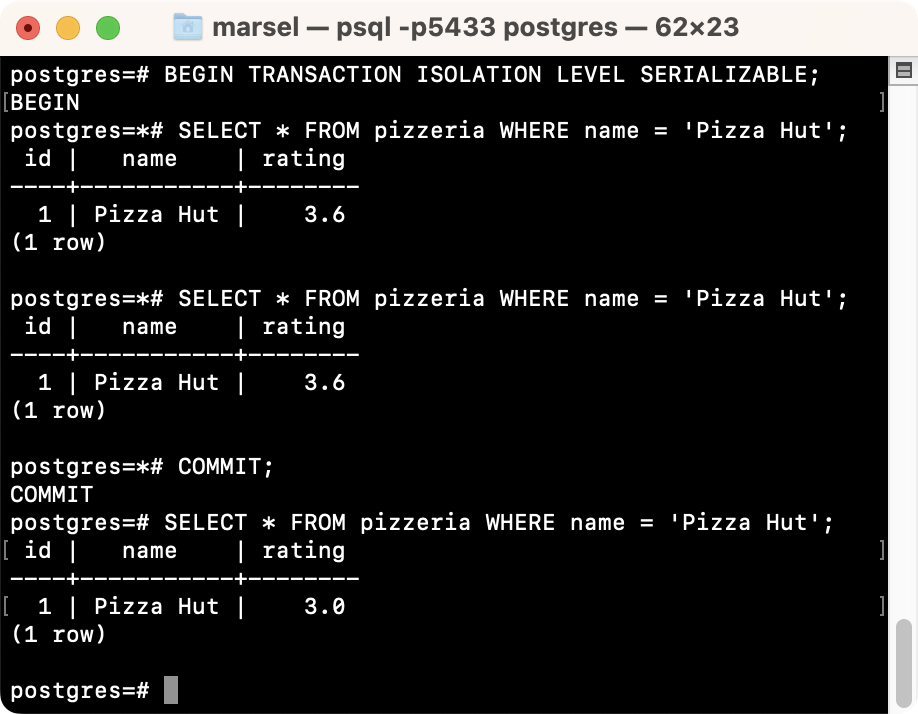 marsel — psql -p5433 postgres — 62×23
postgres=# BEGIN TRANSACTION ISOLATION LEVEL SERIALIZABLE;
[BEGIN ]
postgres=*# SELECT * FROM pizzeria WHERE name = 'Pizza Hut';
 id |   name    | rating
----+-----------+--------
  1 | Pizza Hut |    3.6
(1 row)

postgres=*# SELECT * FROM pizzeria WHERE name = 'Pizza Hut';
 id |   name    | rating
----+-----------+--------
  1 | Pizza Hut |    3.6
(1 row)

postgres=*# COMMIT;
COMMIT
postgres=# SELECT * FROM pizzeria WHERE name = 'Pizza Hut';
[ id |   name    | rating ]
----+-----------+--------
[  1 | Pizza Hut |    3.0 ]
(1 row)

postgres=#